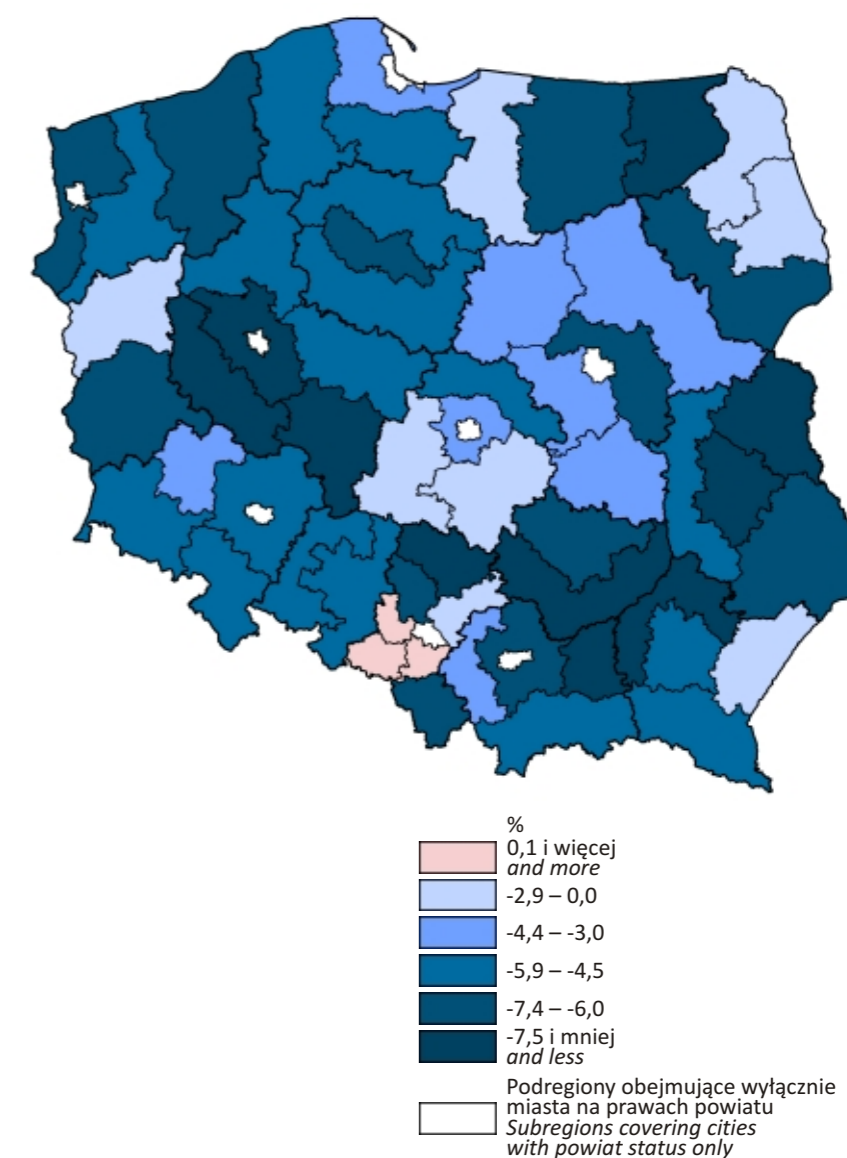 %
0,1 i więcej
and more
-2,9 – 0,0
-4,4 – -3,0
-5,9 – -4,5
-7,4 – -6,0
-7,5 i mniej
and less
Podregiony obejmujące wyłącznie
miasta na prawach powiatu
Subregions covering cities
with powiat status only